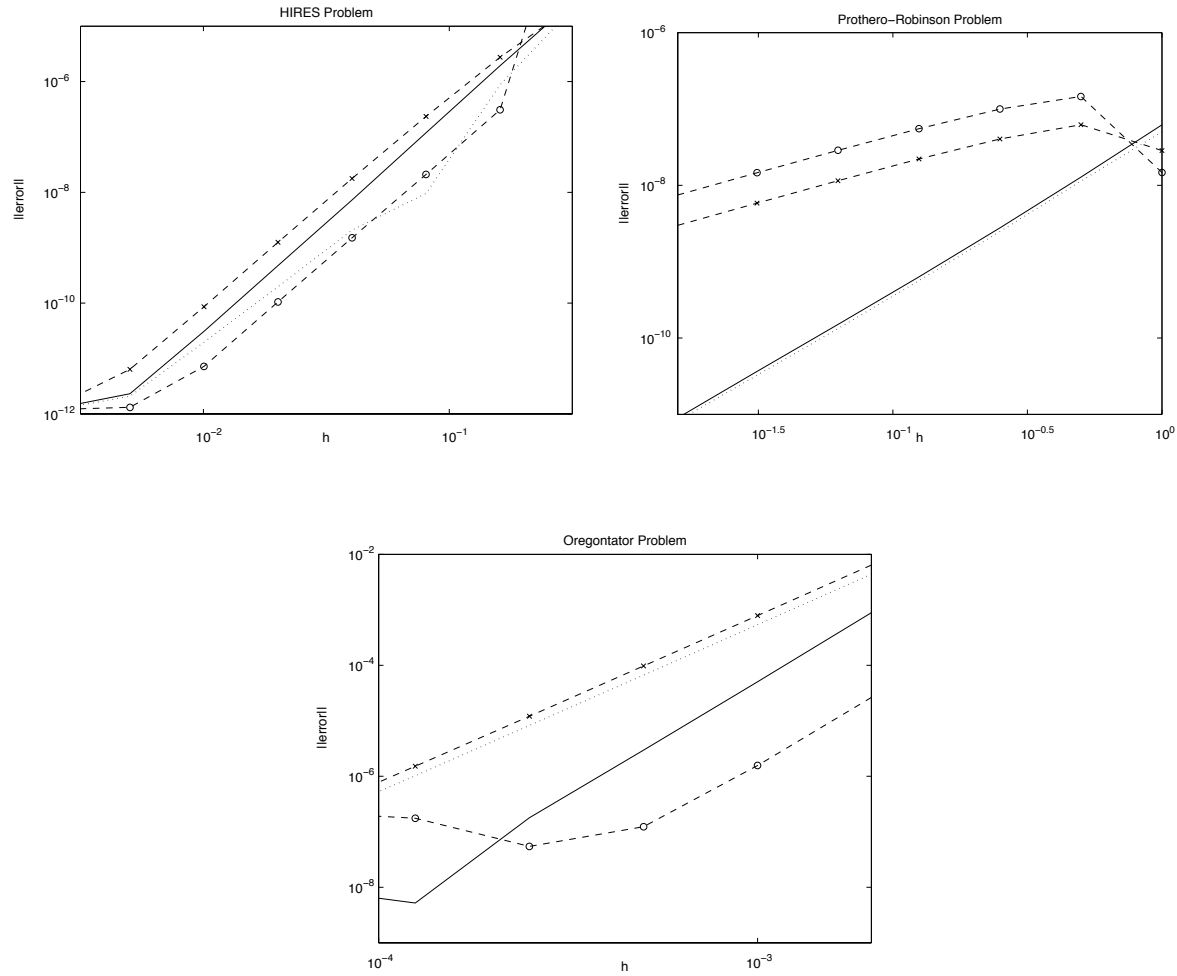 HIRES Problem
10^{-6}
10^{-8}
10^{-10}
10^{-12}
||error||
10^{-2}
10^{-1}
h
Prothero−Robinson Problem
10^{-6}
10^{-8}
10^{-10}
||error||
10^{-1.5}
10^{-1}
10^{-0.5}
10^{0}
h
Oregontator Problem
10^{-2}
10^{-4}
10^{-6}
10^{-8}
||error||
10^{-4}
10^{-3}
h